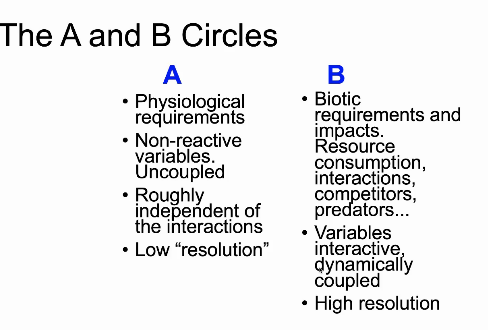 The A and B Circles
A
• Physiological
requirements
• Non-reactive
variables.
Uncoupled
• Roughly
independent of
the interactions
• Low “resolution”
B
• Biotic
requirements and
impacts.
Resource
consumption,
interactions,
competitors,
predators...
• Variables
interactive,
dynamically
coupled
• High resolution